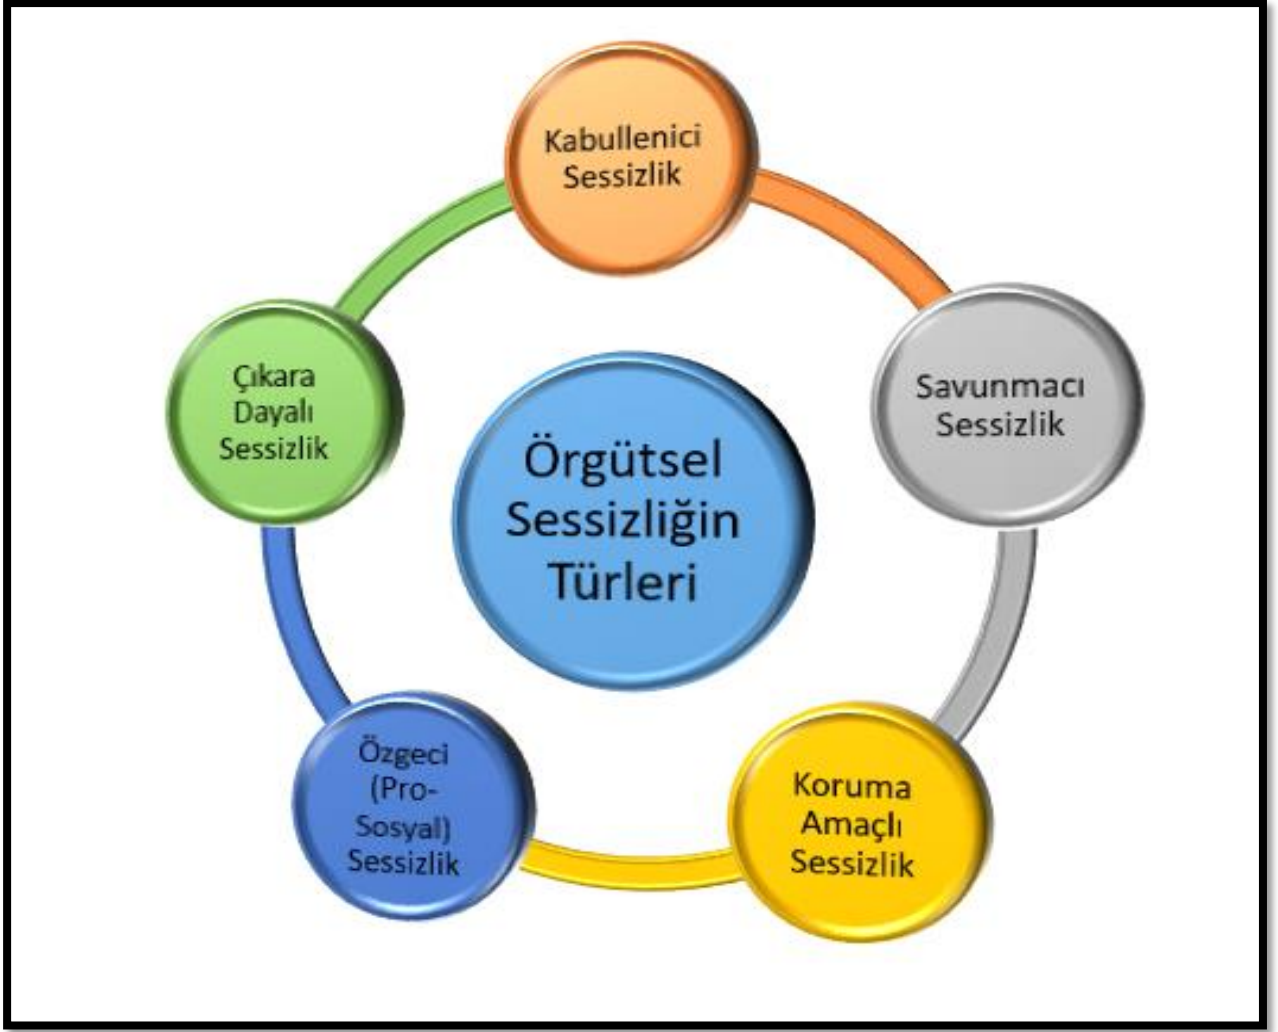 Kabullenici
Sessizlik
Çıkara
Dayalı
Sessizlik
Savunmacı
Sessizlik
Örgütsel
Sessizliğin
Türleri
Özgeci
(Pro-
Sosyal)
Sessizlik
Koruma
Amaçlı
Sessizlik